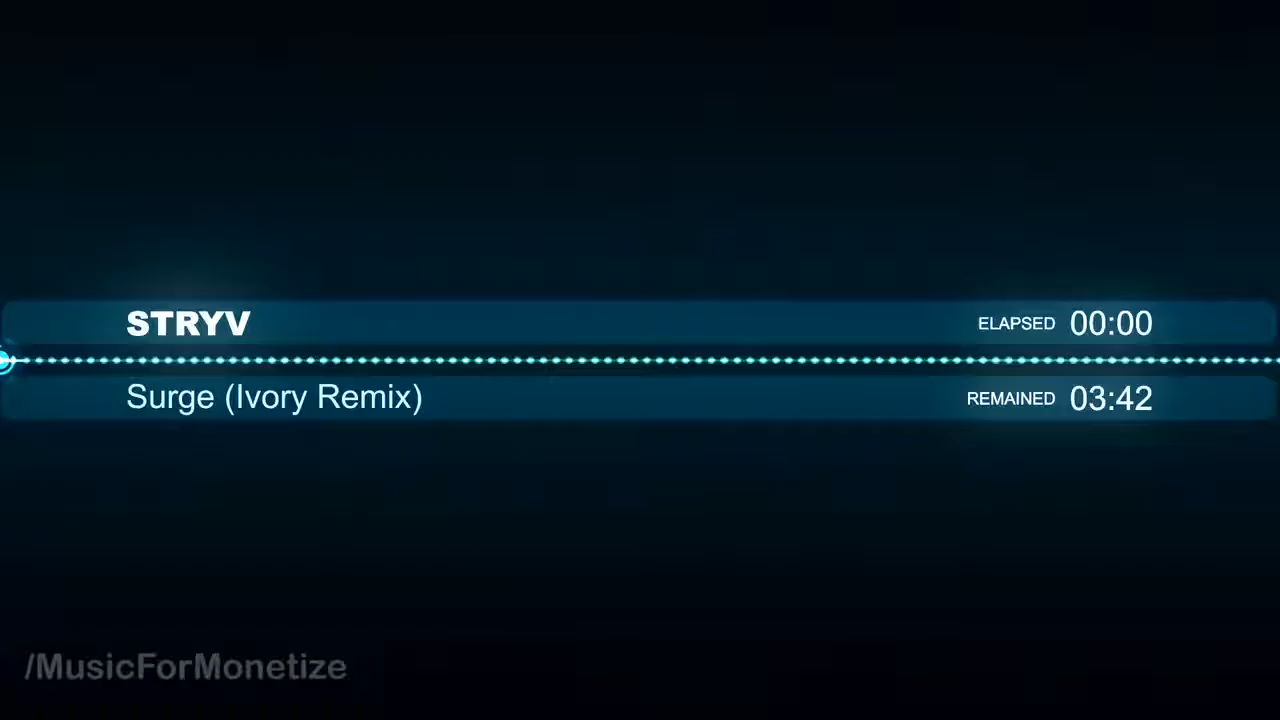 STRYV
ELAPSED 00:00
Surge (Ivory Remix)
REMAINED 03:42
/MusicForMonetize